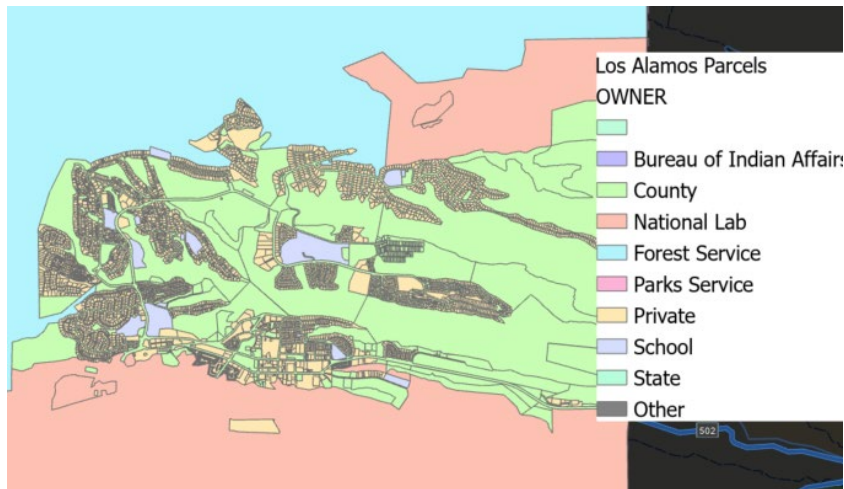 Los Alamos Parcels
OWNER
Bureau of Indian Affairs
County
National Lab
Forest Service
Parks Service
Private
School
State
Other
502